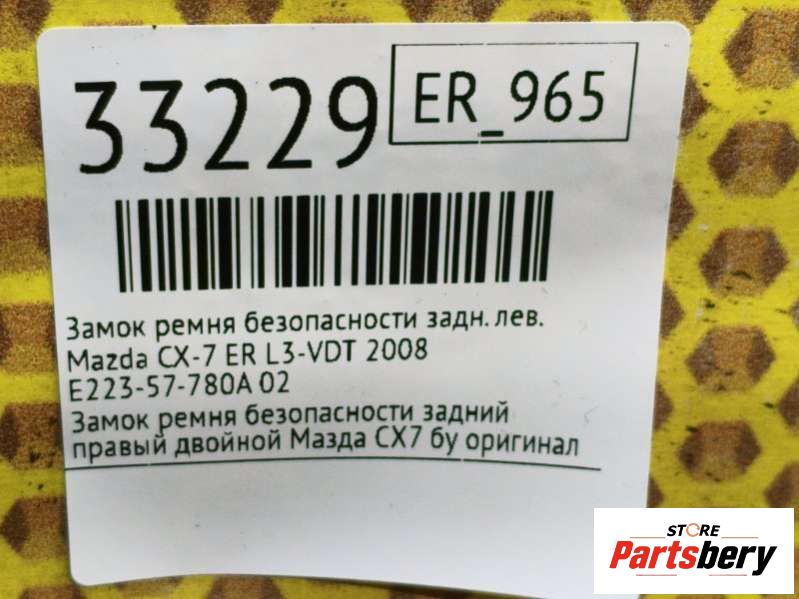 33229
ER_965
Замок ремня безопасности задн. лев.
Mazda CX-7 ER L3-VDT 2008
E223-57-780A 02
Замок ремня безопасности задний
правый двойной Мазда СХ7 бу оригинал
STORE
Partsbery